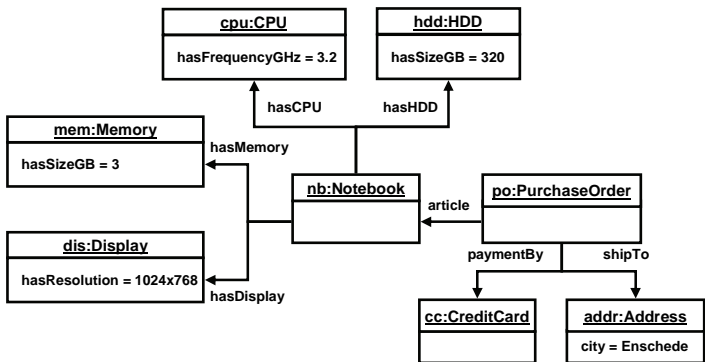 cpu:CPU
hasFrequencyGHz = 3.2
hdd:HDD
hasSizeGB = 320
hasCPU
hasHDD
mem:Memory
hasSizeGB = 3
hasMemory
nb:Notebook
article
po:PurchaseOrder
dis:Display
hasResolution = 1024x768
hasDisplay
paymentBy
shipTo
cc:CreditCard
addr:Address
city = Enschede